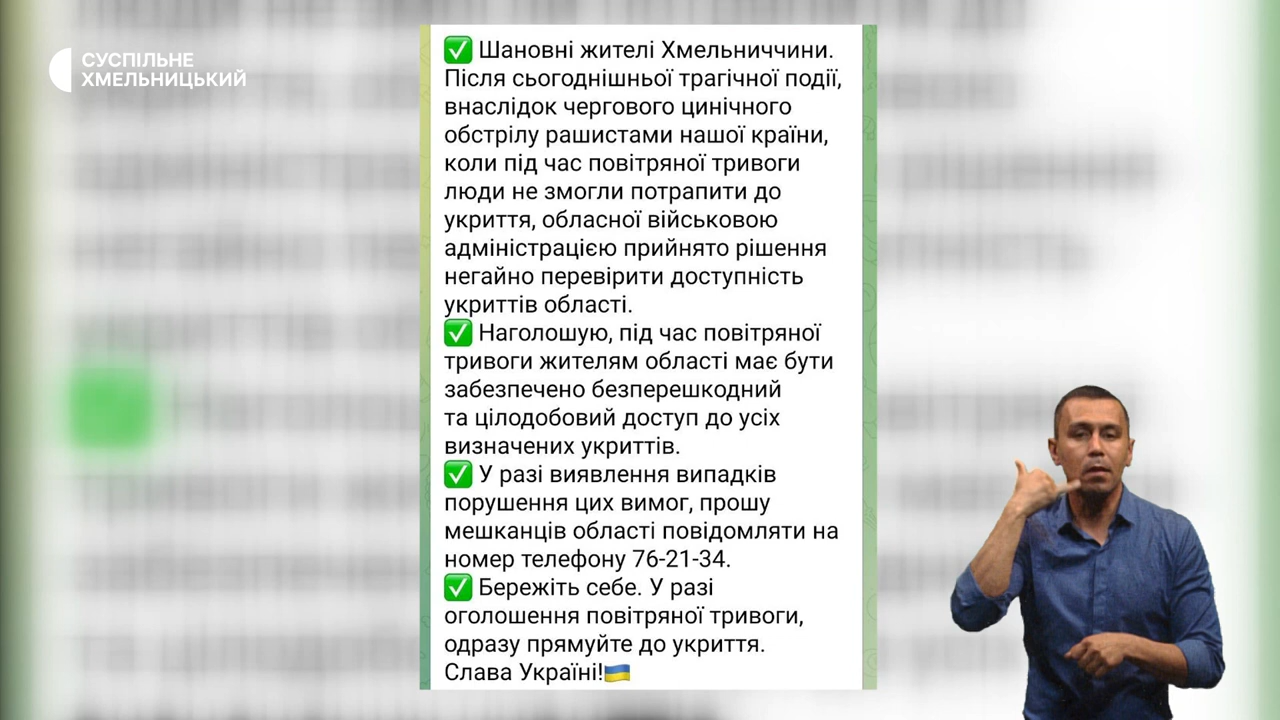 СУСПІЛЬНЕ
ХМЕЛЬНИЦЬКИЙ
✅ Шановні жителі Хмельниччини.
Після сьогоднішньої трагічної події,
внаслідок чергового цинічного
обстрілу рашистами нашої країни,
коли під час повітряної тривоги
люди не змогли потрапити до
укриття, обласної військовою
адміністрацією прийнято рішення
негайно перевірити доступність
укриттів області.
✅ Наголошую, під час повітряної
тривоги жителям області має бути
забезпечено безперешкодний
та цілодобовий доступ до усіх
визначених укриттів.
✅ У разі виявлення випадків
порушення цих вимог, прошу
мешканців області повідомляти на
номер телефону 76-21-34.
✅ Бережіть себе. У разі
оголошення повітряної тривоги,
одразу прямуйте до укриття.
Слава Україні!🇺🇦